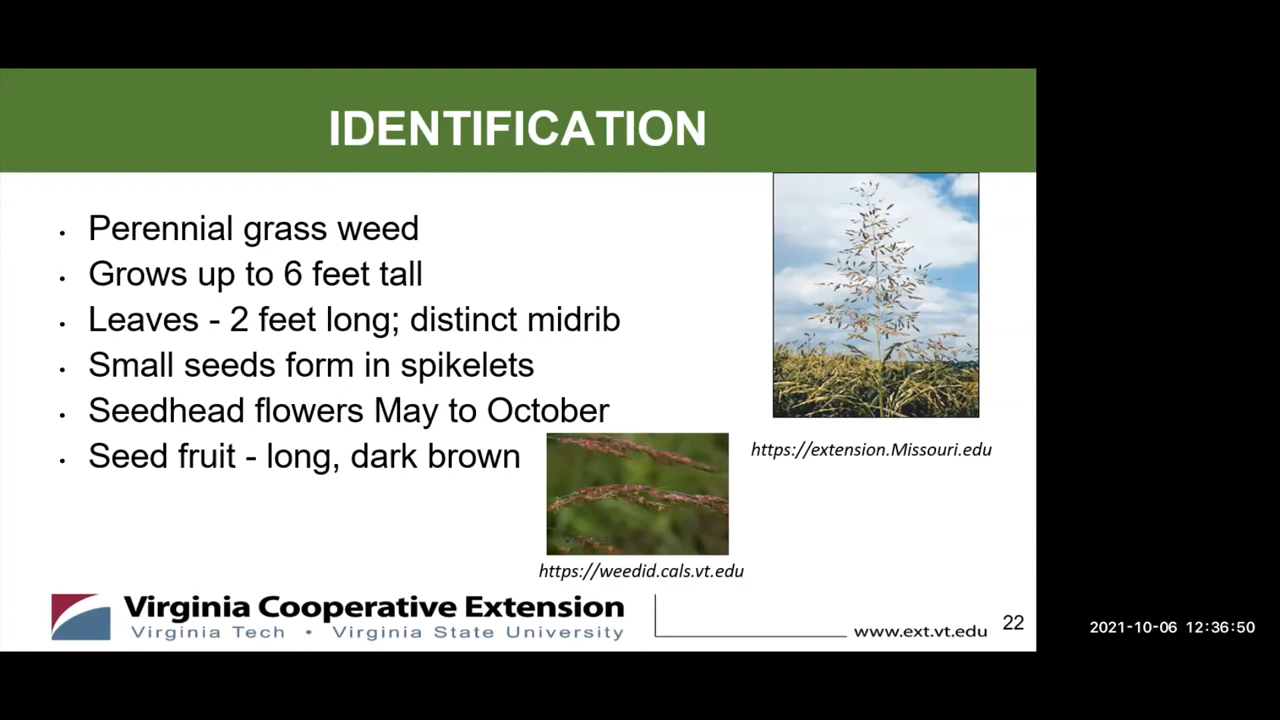 IDENTIFICATION
• Perennial grass weed
• Grows up to 6 feet tall
• Leaves - 2 feet long; distinct midrib
• Small seeds form in spikelets
• Seedhead flowers May to October
• Seed fruit - long, dark brown
https://extension.Missouri.edu
https://weedid.cals.vt.edu
Virginia Cooperative Extension
Virginia Tech • Virginia State University
www.ext.vt.edu
22
2021-10-06 12:36:50